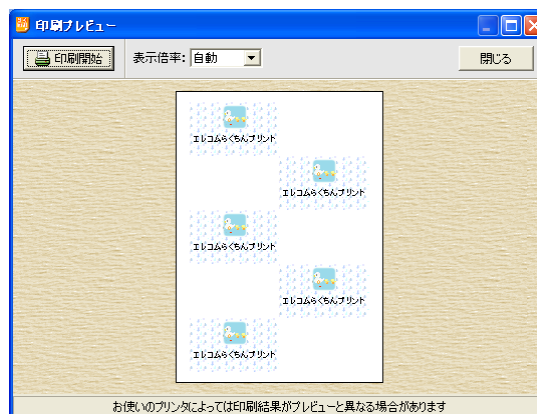 印刷プレビュー
印刷開始
表示倍率: 自動
閉じる
エレコムらくちんプリント
エレコムらくちんプリント
エレコムらくちんプリント
エレコムらくちんプリント
エレコムらくちんプリント
お使いのプリンタによっては印刷結果がプレビューと異なる場合があります